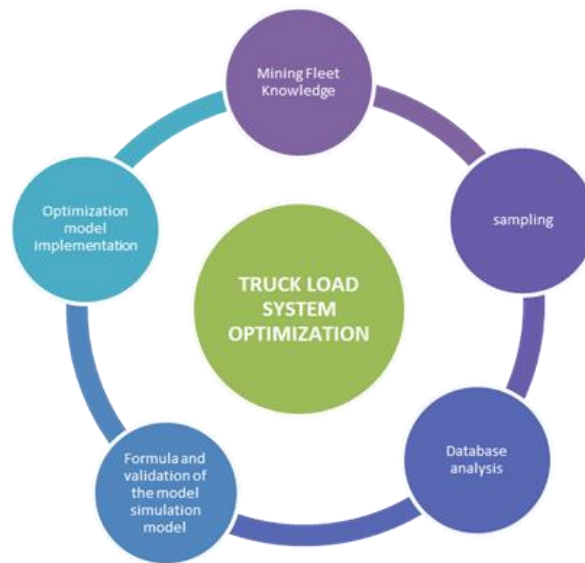 Mining Fleet
Knowledge
sampling
Database
analysis
Formula and
validation of
the model
simulation
model
Optimization
model
implementation
TRUCK LOAD
SYSTEM
OPTIMIZATION